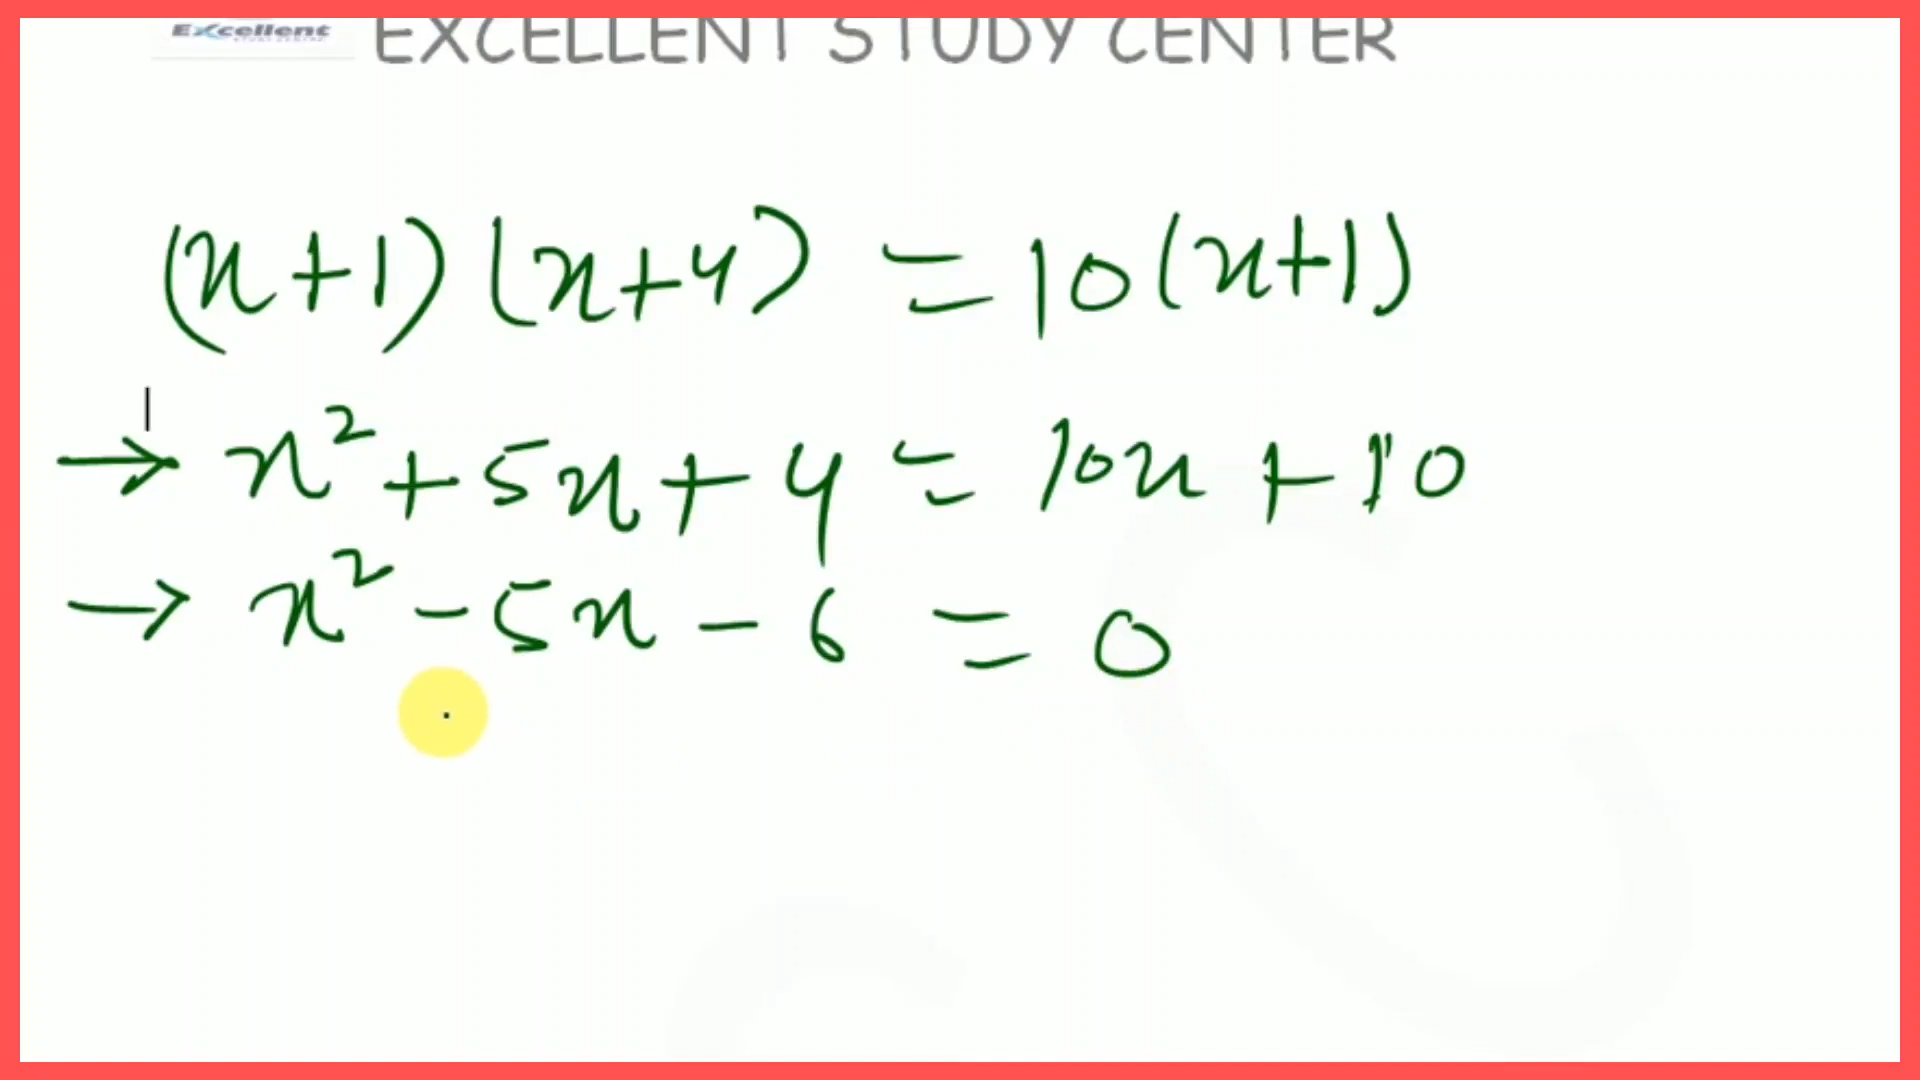 Excellent
EXCELLENT STUDY CENTER
(x+1)(x+4) = 10(x+1)
→ x² + 5x + 4 = 10x + 10
→ x² - 5x - 6 = 0